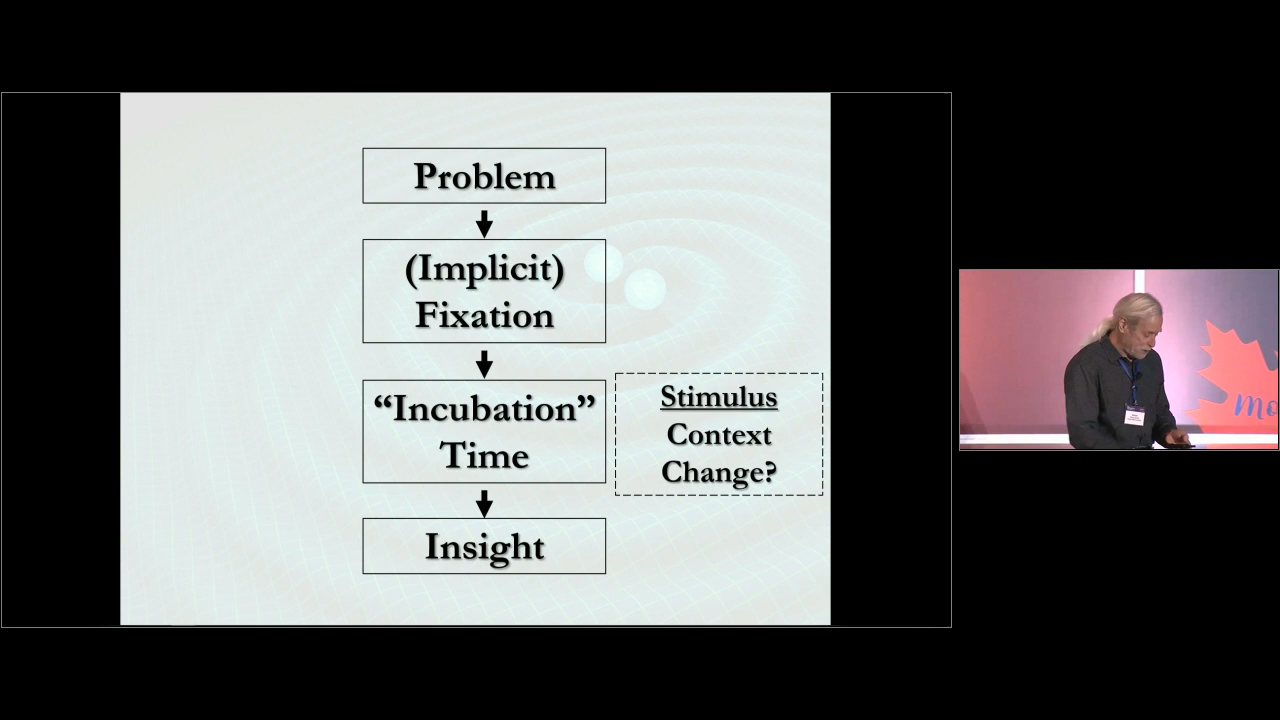 Problem
(Implicit)
Fixation
“Incubation”
Time
Stimulus
Context
Change?
Insight